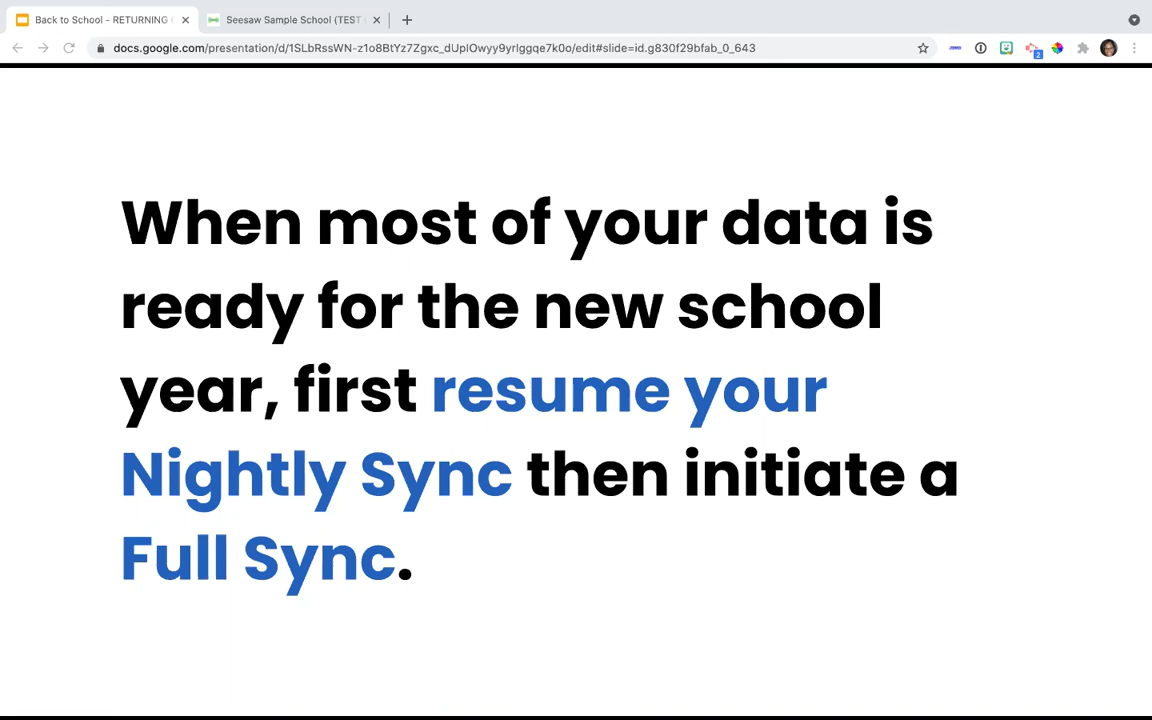 Back to School - RETURNING
Seesaw Sample School (TEST
docs.google.com/presentation/d/1SLbRssWN-z1o8BtYz7Zgxc_dUpIOwyy9yrIggqe7k0o/edit#slide=id.g830f29bfab_0_643
2
When most of your data is
ready for the new school
year, first resume your
Nightly Sync then initiate a
Full Sync.